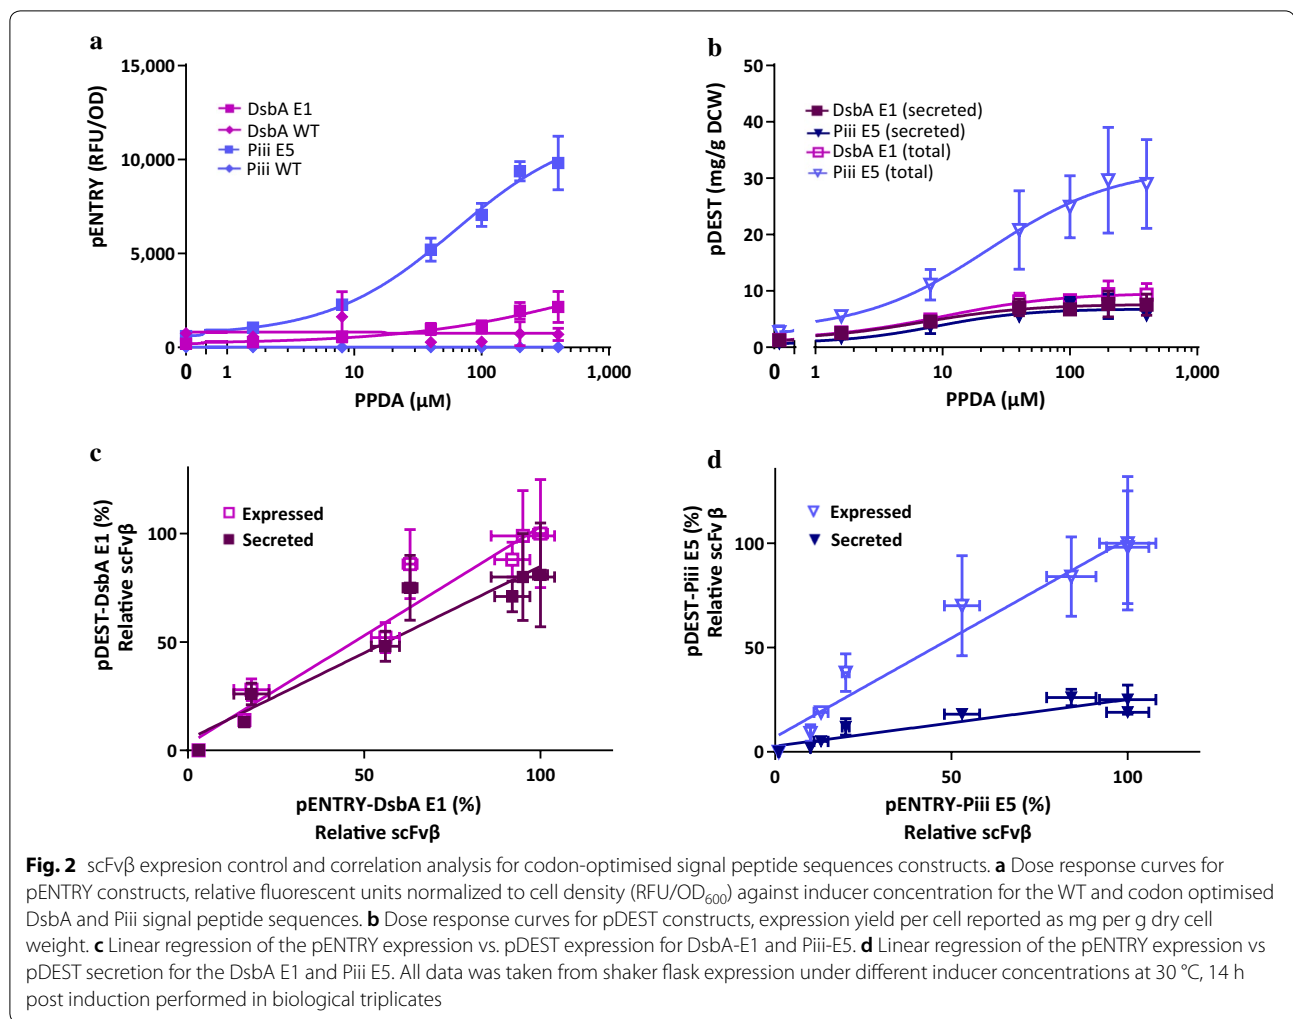 a
15,000
10,000
5,000
0
pENTRY (RFU/OD)
DsbA E1
DsbA WT
Piii E5
Piii WT
0 1 10 100 1,000
PPDA (µM)
b
50
40
30
20
10
0
pDEST (mg/g DCW)
DsbA E1 (secreted)
Piii E5 (secreted)
DsbA E1 (total)
Piii E5 (total)
0 1 10 100 1,000
PPDA (µM)
c
pDEST-DsbA E1 (%)
Relative scFvβ
100
50
0
Expressed
Secreted
0 50 100
pENTRY-DsbA E1 (%)
Relative scFvβ
d
pDEST-Piii E5 (%)
Relative scFv β
100
50
0
Expressed
Secreted
0 50 100
pENTRY-Piii E5 (%)
Relative scFvβ
Fig. 2 scFvβ expresion control and correlation analysis for codon-optimised signal peptide sequences constructs. a Dose response curves for
pENTRY constructs, relative fluorescent units normalized to cell density (RFU/OD600) against inducer concentration for the WT and codon optimised
DsbA and Piii signal peptide sequences. b Dose response curves for pDEST constructs, expression yield per cell reported as mg per g dry cell
weight. c Linear regression of the pENTRY expression vs. pDEST expression for DsbA-E1 and Piii-E5. d Linear regression of the pENTRY expression vs
pDEST secretion for the DsbA E1 and Piii E5. All data was taken from shaker flask expression under different inducer concentrations at 30 °C, 14 h
post induction performed in biological triplicates